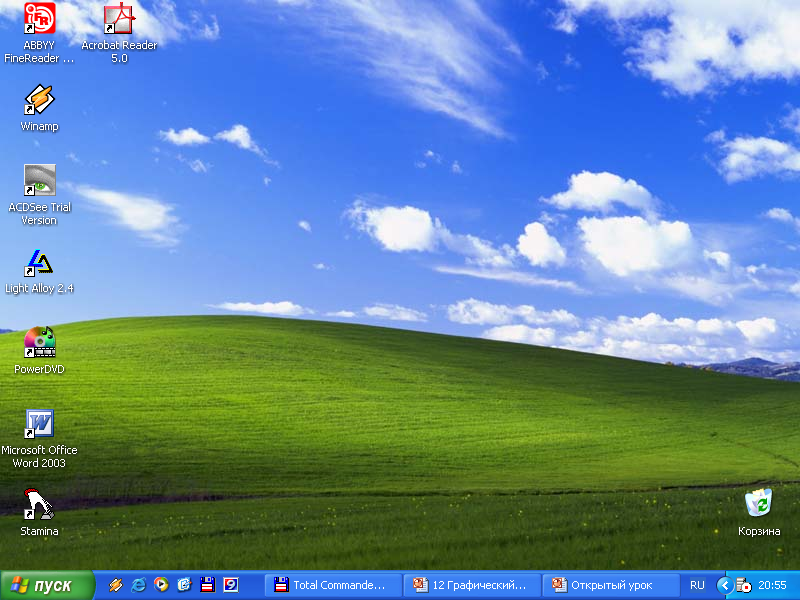 ABBYY
FineReader ...
Acrobat Reader
5.0
Winamp
ACDSee Trial
Version
Light Alloy 2.4
PowerDVD
Microsoft Office
Word 2003
Stamina
Корзина
пуск
Total Commande...
12 Графический...
Открытый урок
RU
20:55